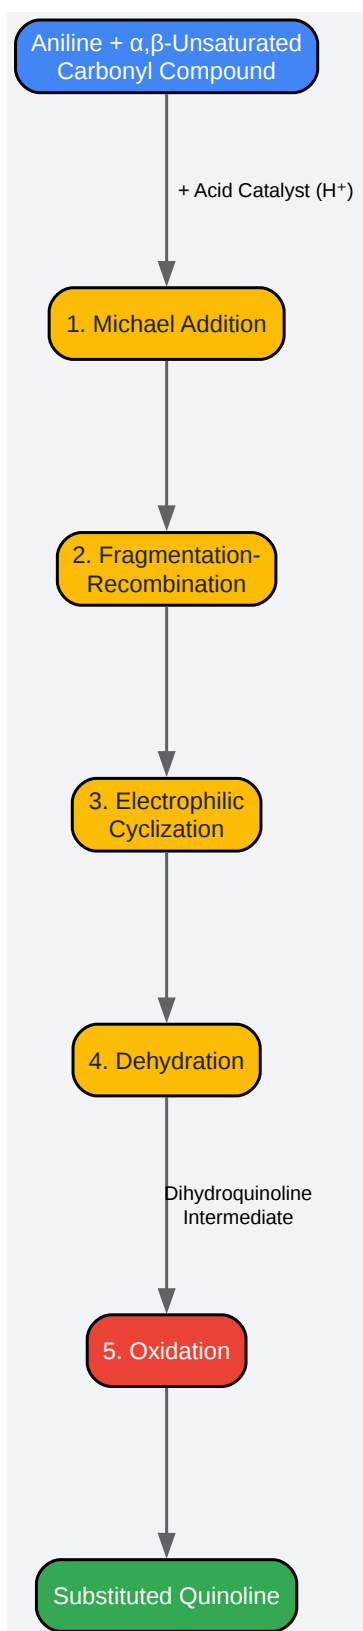 Aniline + α,β-Unsaturated
Carbonyl Compound
+ Acid Catalyst (H⁺)
1. Michael Addition
2. Fragmentation-
Recombination
3. Electrophilic
Cyclization
4. Dehydration
Dihydroquinoline
Intermediate
5. Oxidation
Substituted Quinoline